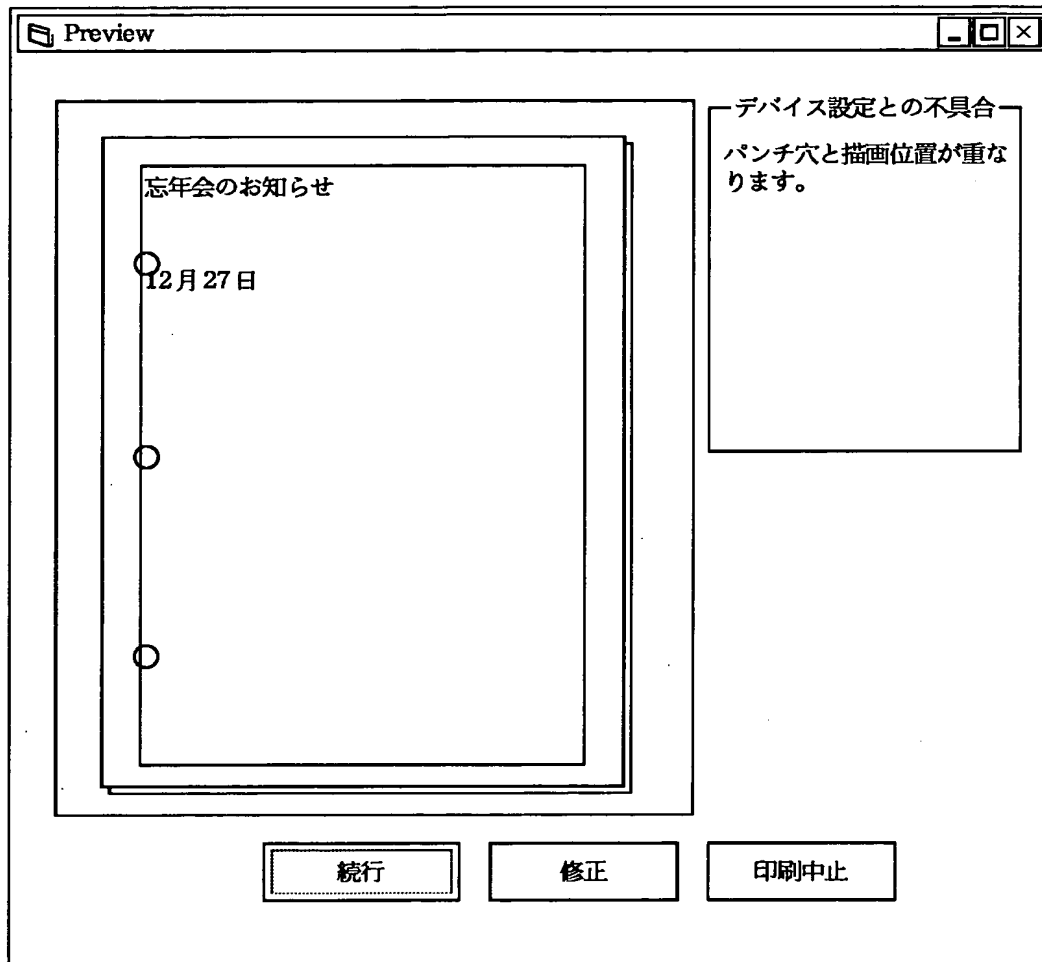 Preview
忘年会のお知らせ
12月27日
デバイス設定との不具合
パンチ穴と描画位置が重な
ります。
続行
修正
印刷中止